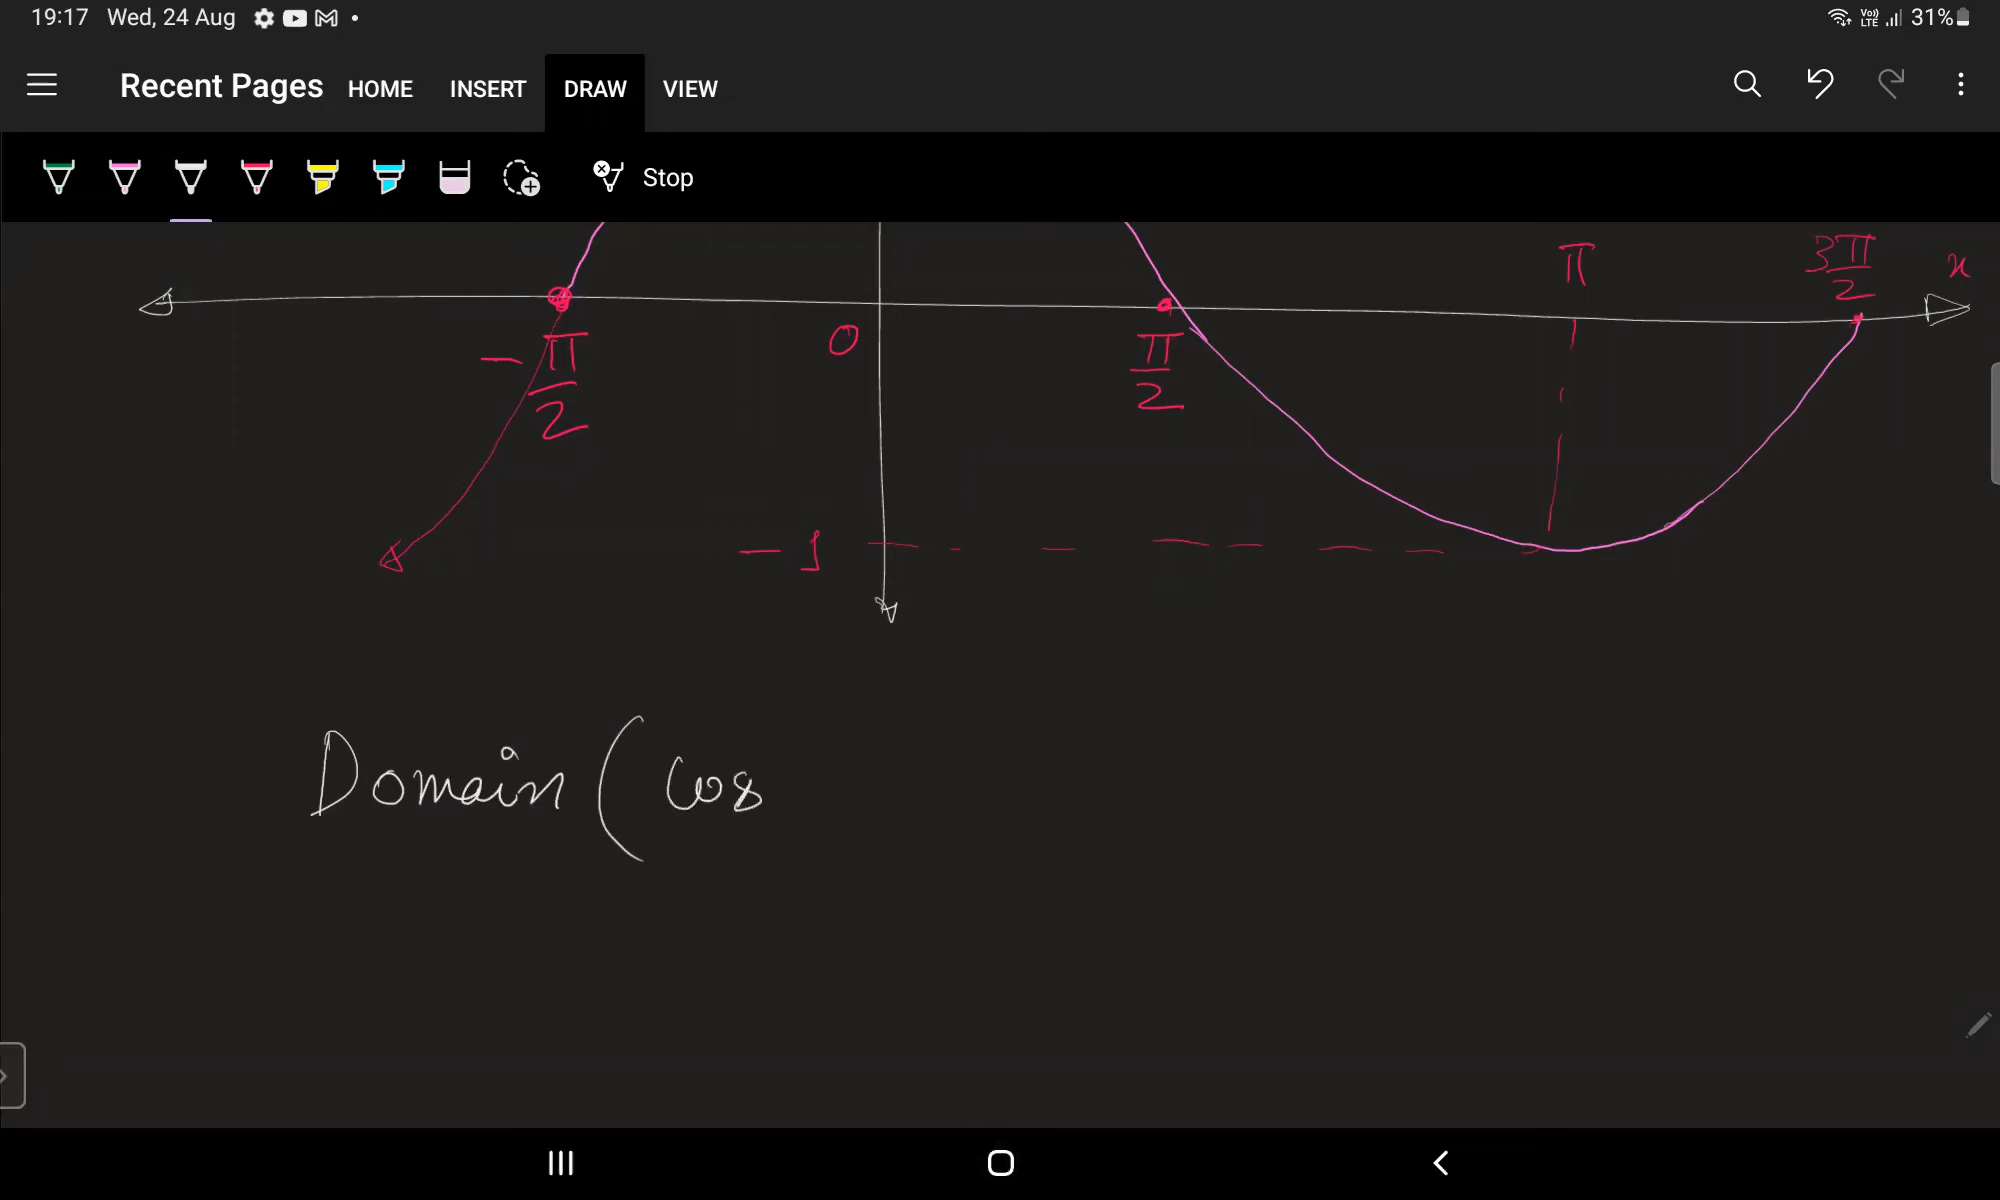 19:17 Wed, 24 Aug 31%
Recent Pages HOME INSERT DRAW VIEW
Stop
π 3π/2 x
-π/2 0 π/2
-1
Domain ( cos